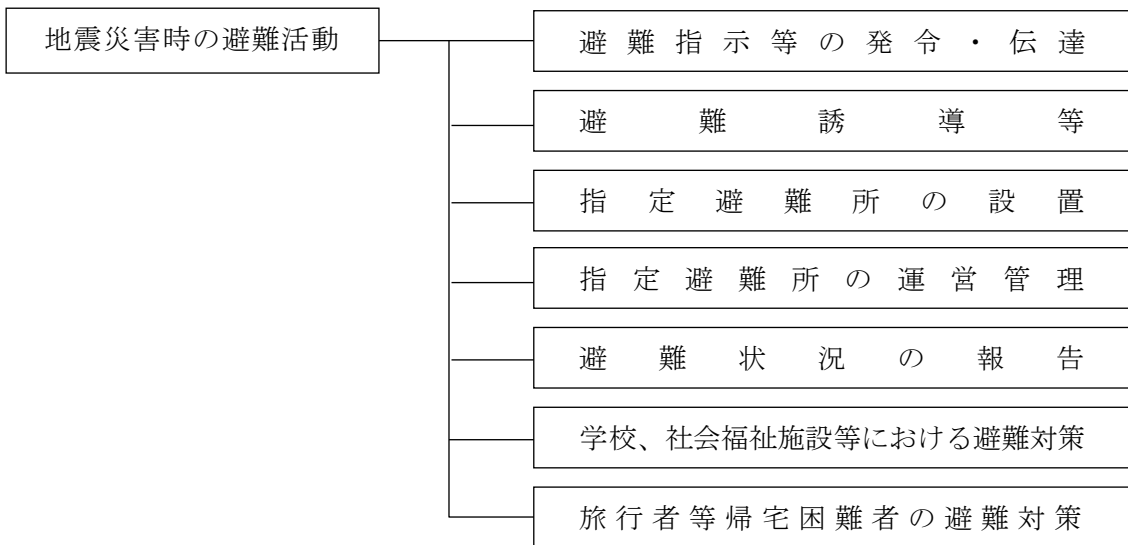 地震災害時の避難活動
避難指示等の発令・伝達
避難誘導等
指定避難所の設置
指定避難所の運営管理
避難状況の報告
学校、社会福祉施設等における避難対策
旅行者等帰宅困難者の避難対策